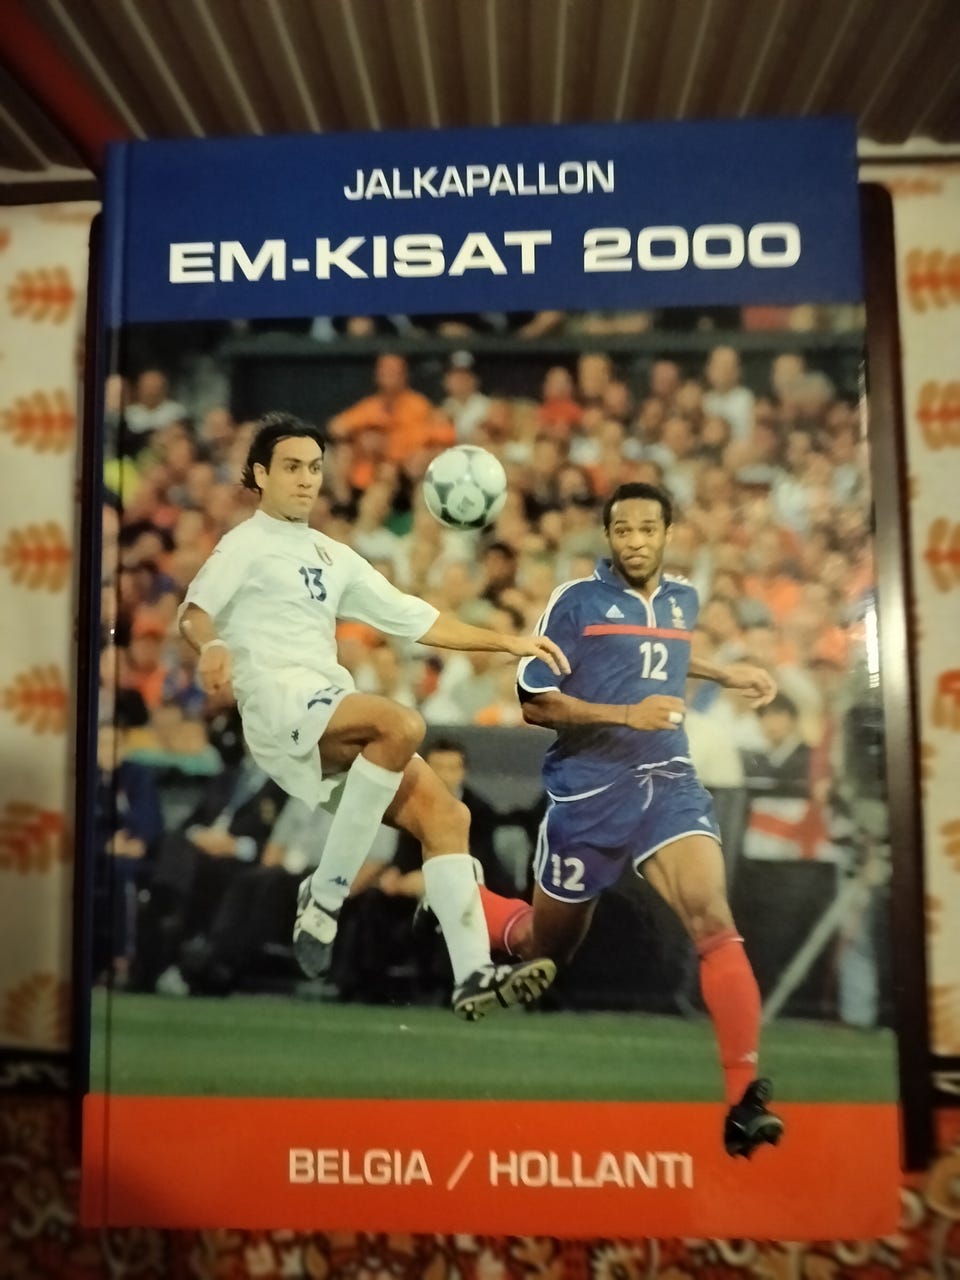 JALKAPALLON
EM-KISAT 2000
13
12
12
BELGIA / HOLLANTI